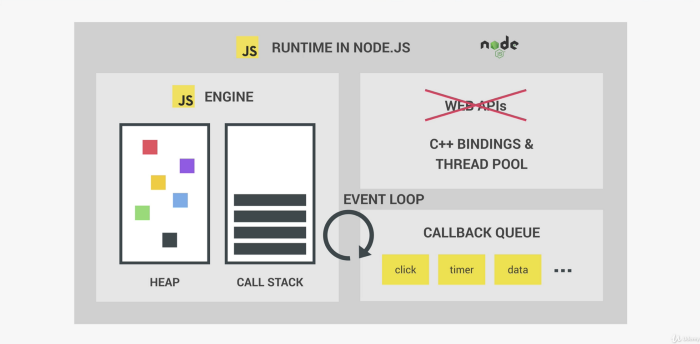 JS RUNTIME IN NODE.JS
node
JS
JS ENGINE
HEAP
CALL STACK
WEB APIs
C++ BINDINGS &
THREAD POOL
EVENT LOOP
CALLBACK QUEUE
click timer data ...